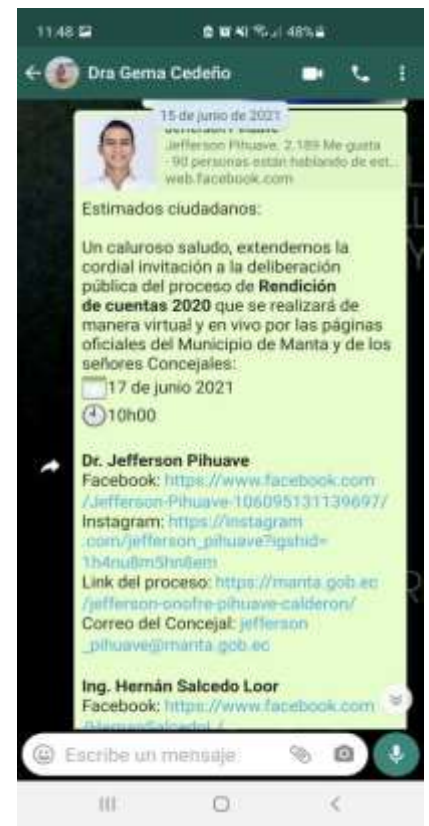 11:48
48%
Dra Gema Cedeño
15 de junio de 2021
Jefferson Pihuave
Jefferson Pihuave. 2.189 Me gusta
- 90 personas están hablando de est...
web.facebook.com
Estimados ciudadanos:
Un caluroso saludo, extendemos la
cordial invitación a la deliberación
pública del proceso de Rendición
de cuentas 2020 que se realizará de
manera virtual y en vivo por las páginas
oficiales del Municipio de Manta y de los
señores Concejales:
17 de junio 2021
10h00
Dr. Jefferson Pihuave
Facebook: https://www.facebook.com
/Jefferson-Pihuave-106095131139697/
Instagram: https://instagram
.com/jefferson_pihuave?igshid=
1h4nu8m5hn8em
Link del proceso: https://manta.gob.ec
/jefferson-onofre-pihuave-calderon/
Correo del Concejal: jefferson
_pihuave@manta.gob.ec
Ing. Hernán Salcedo Loor
Facebook: https://www.facebook.com
/HernanSalcedoL/
Escribe un mensaje